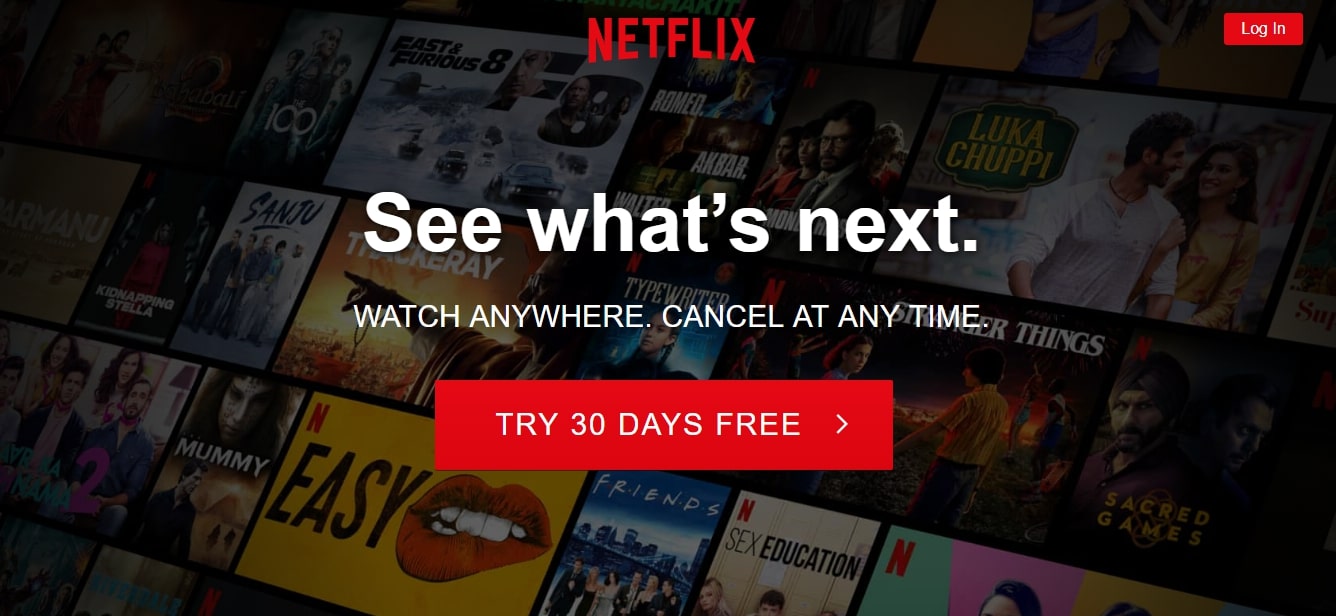 NETFLIX
Log In
FAST &
FURIOUS 8
F8
THE
100
ROMEO.
AKBAR.
WALTER.
LUKA
CHUPPI
SANJU
See what's next.
THACKERAY
KIDNAPPING
STELLA
TYPEWRITER
WATCH ANYWHERE. CANCEL AT ANY TIME.
STRANGER THINGS
TRY 30 DAYS FREE
MUMMY
2
EASY
F·R·I·E·N·D·S
SACRED
GAMES
SEX EDUCATION